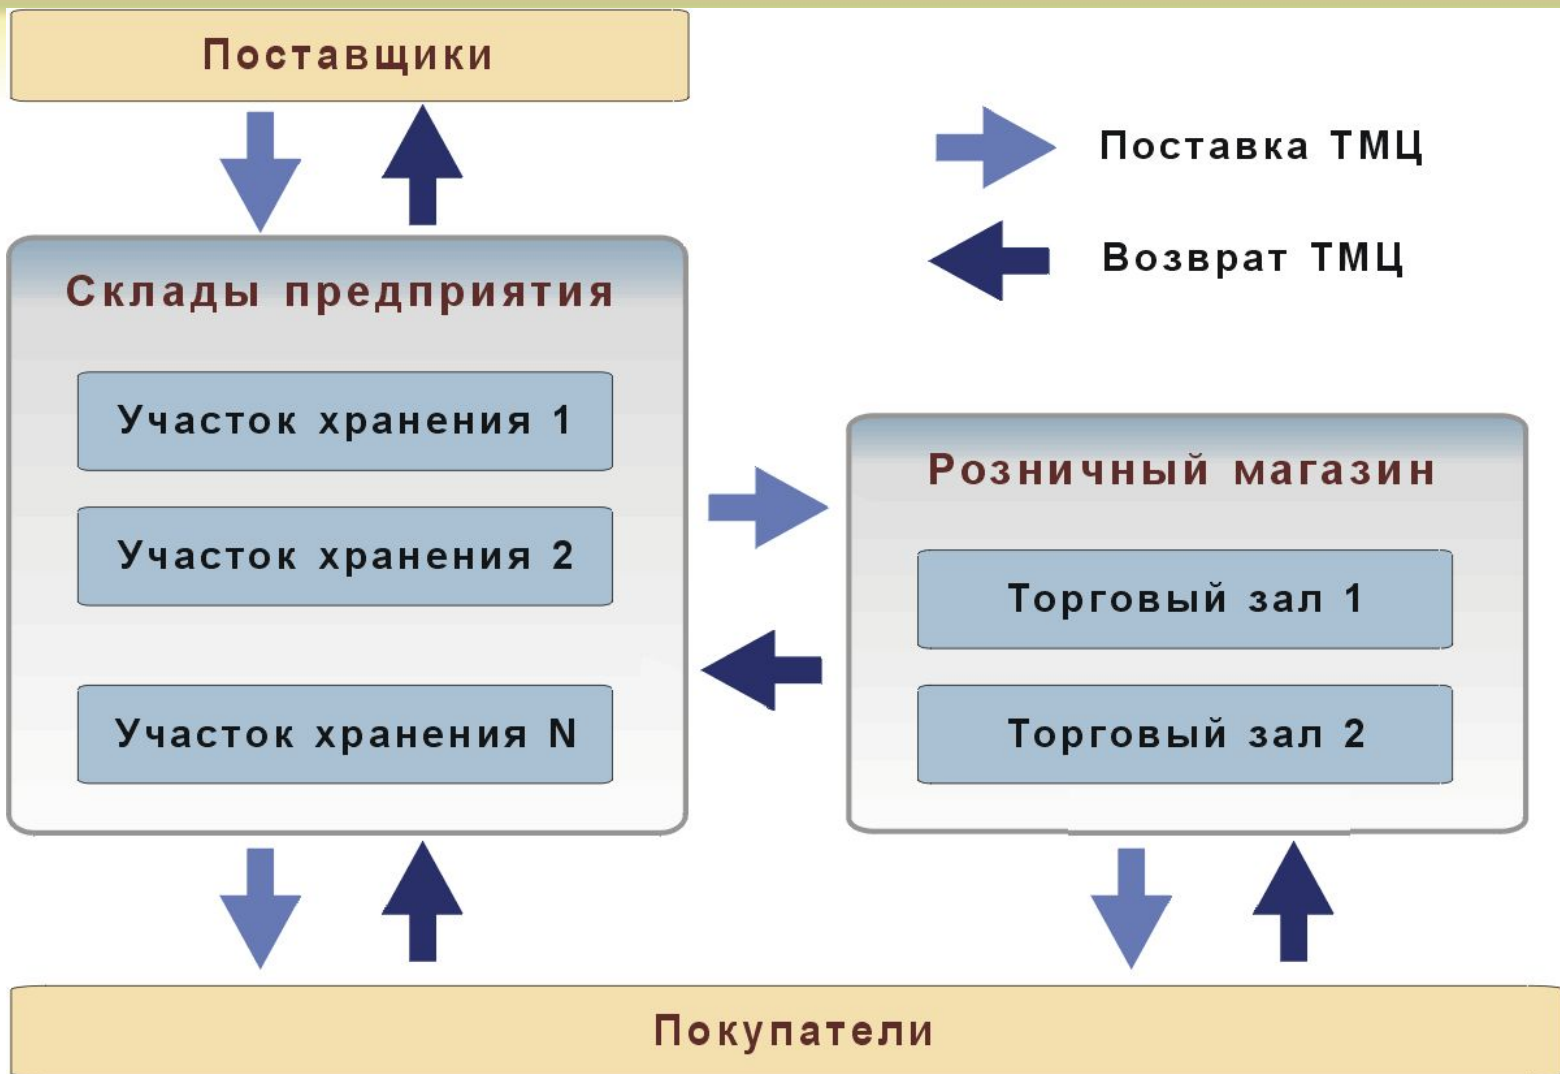 Поставщики
Поставка ТМЦ
Возврат ТМЦ
Склады предприятия
Участок хранения 1
Участок хранения 2
Участок хранения N
Розничный магазин
Торговый зал 1
Торговый зал 2
Покупатели